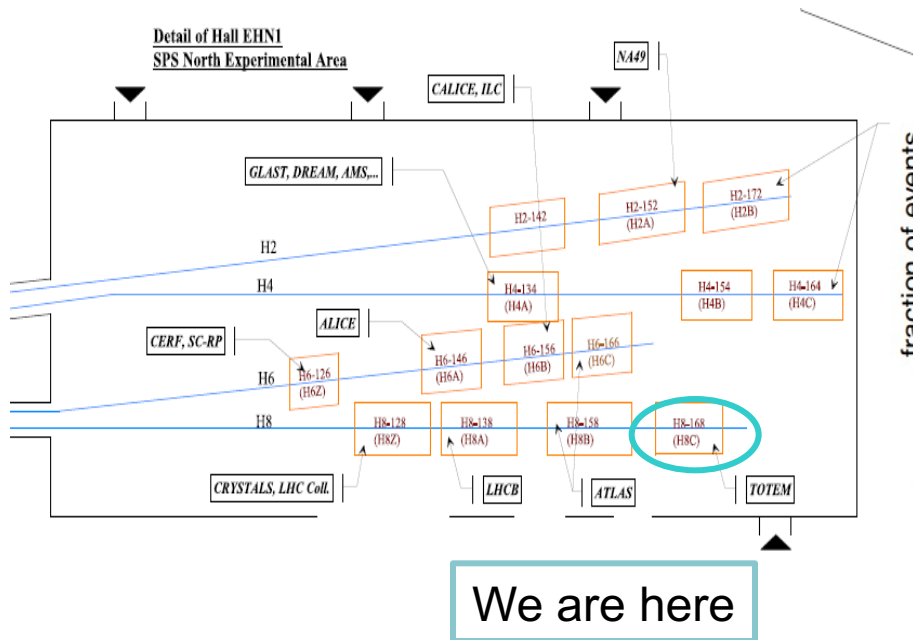 Detail of Hall EHN1
SPS North Experimental Area
NA49
CALICE, ILC
GLAST, DREAM, AMS,...
fraction of events
H2-172
(H2B)
H2-152
(H2A)
H2-142
H2
H4
H4-134
(H4A)
H4-154
(H4B)
H4-164
(H4C)
ALICE
CERF, SC-RP
H6-166
(H6C)
H6-156
(H6B)
H6-146
(H6A)
H6-126
(H6Z)
H6
H8
H8-128
(H8Z)
H8-138
(H8A)
H8-158
(H8B)
H8-168
(H8C)
CRYSTALS, LHC Coll.
LHCB
ATLAS
TOTEM
We are here